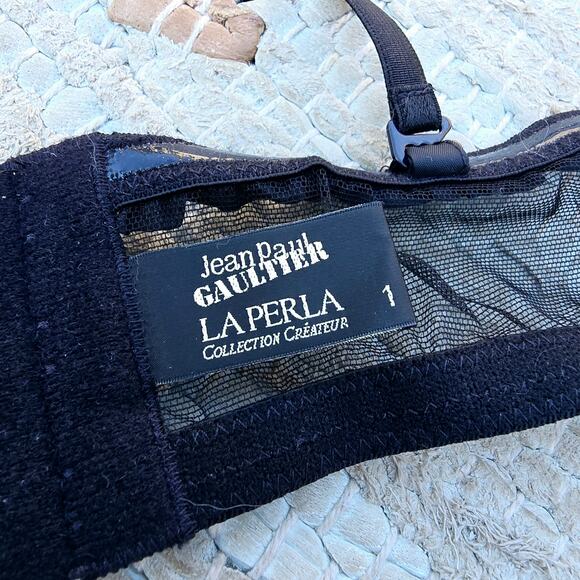 Jean Paul
GAULTIER
LA PERLA
COLLECTION CRÉATEUR
1